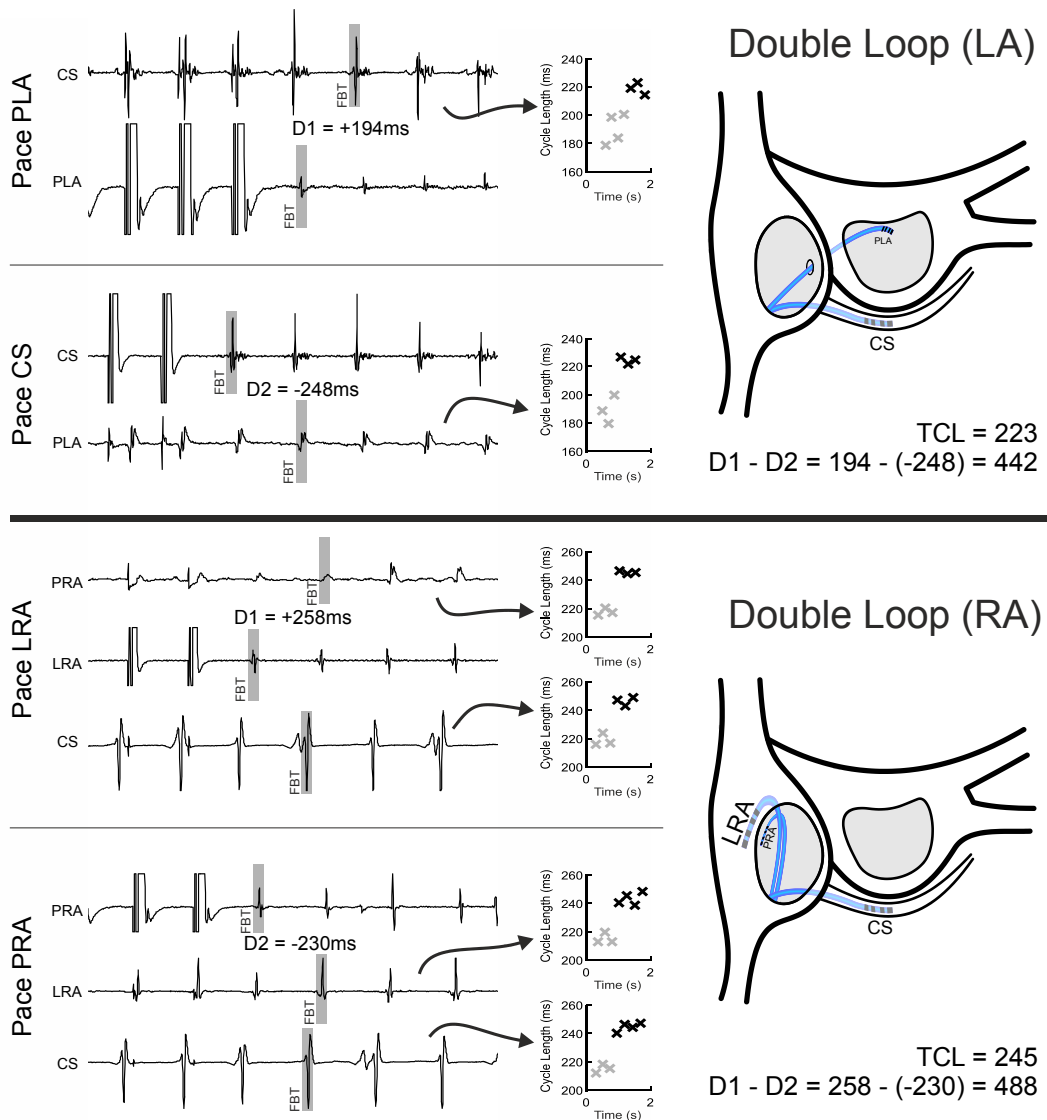 Double Loop (LA)
Pace PLA
CS
FBT
D1 = +194ms
PLA
FBT
Cycle Length (ms)
240
220
200
180
160
0
2
Time (s)
PLA
CS
Pace CS
CS
FBT
D2 = -248ms
PLA
FBT
Cycle Length (ms)
240
220
200
180
160
0
2
Time (s)
TCL = 223
D1 - D2 = 194 - (-248) = 442
Double Loop (RA)
Pace LRA
PRA
FBT
D1 = +258ms
LRA
FBT
CS
FBT
Cycle Length (ms)
260
240
220
200
0
2
Time (s)
Cycle Length (ms)
260
240
220
200
0
2
Time (s)
LRA
PRA
CS
Pace PRA
PRA
FBT
D2 = -230ms
LRA
FBT
CS
FBT
Cycle Length (ms)
260
240
220
200
0
2
Time (s)
Cycle Length (ms)
260
240
220
200
0
2
Time (s)
TCL = 245
D1 - D2 = 258 - (-230) = 488